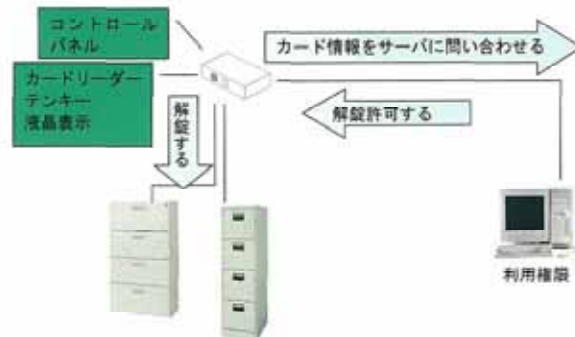 コントロール
パネル
カード情報をサーバに問い合わせる
カードリーダー
テンキー
液晶表示
解錠許可する
解錠する
利用権限